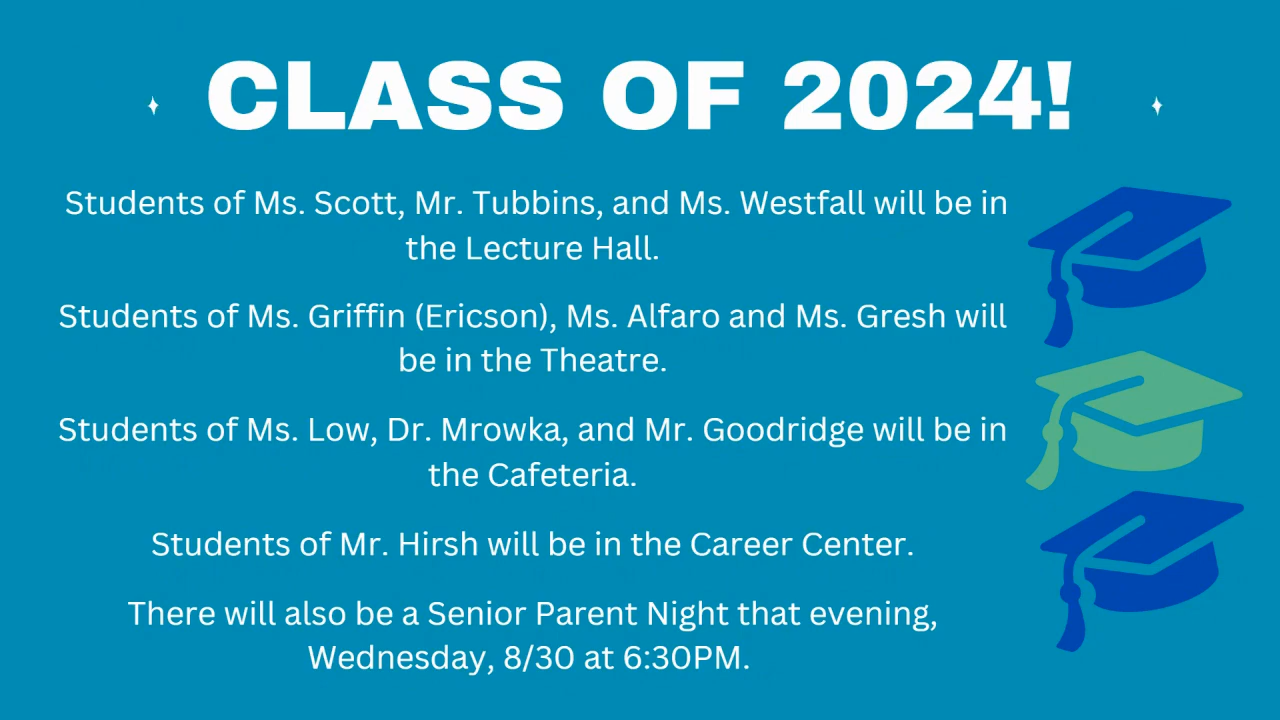 CLASS OF 2024!
Students of Ms. Scott, Mr. Tubbins, and Ms. Westfall will be in
the Lecture Hall.
Students of Ms. Griffin (Ericson), Ms. Alfaro and Ms. Gresh will
be in the Theatre.
Students of Ms. Low, Dr. Mrowka, and Mr. Goodridge will be in
the Cafeteria.
Students of Mr. Hirsh will be in the Career Center.
There will also be a Senior Parent Night that evening,
Wednesday, 8/30 at 6:30PM.